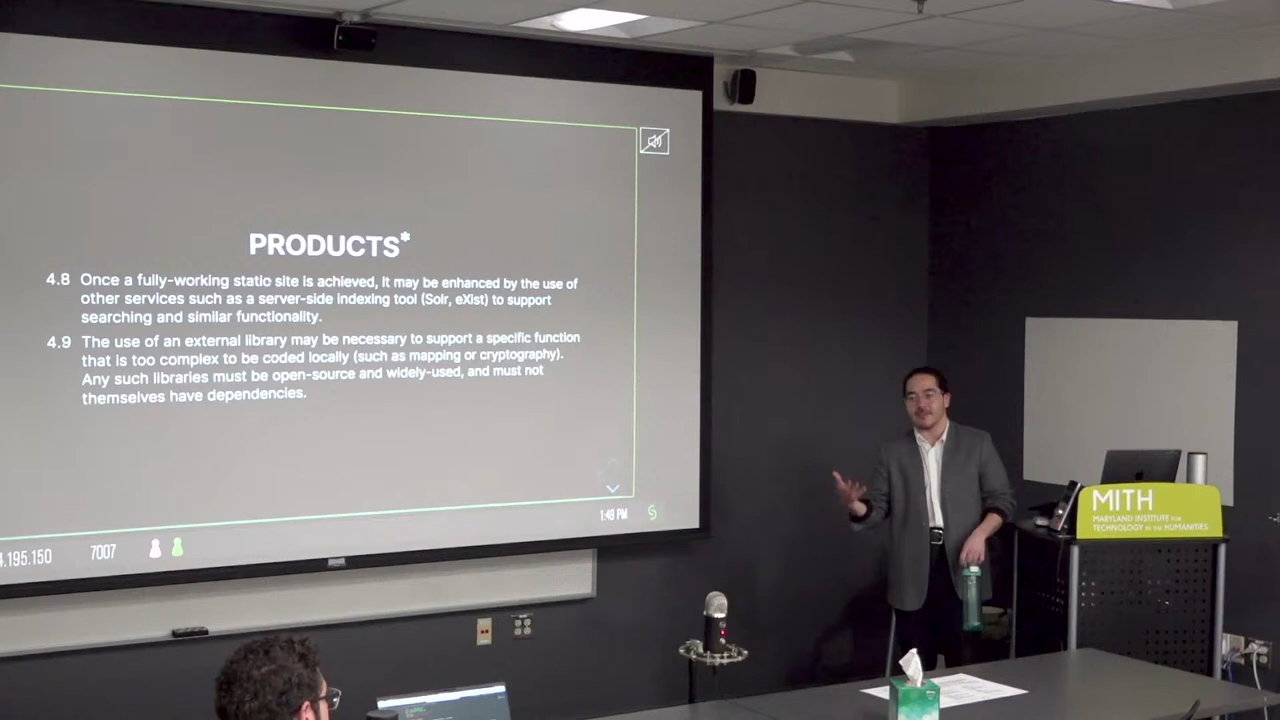 PRODUCTS*
4.8 Once a fully-working static site is achieved, it may be enhanced by the use of
other services such as a server-side indexing tool (Solr, eXist) to support
searching and similar functionality.
4.9 The use of an external library may be necessary to support a specific function
that is too complex to be coded locally (such as mapping or cryptography).
Any such libraries must be open-source and widely-used, and must not
themselves have dependencies.
1:48 PM
4.195.150 7007
MITH
MARYLAND INSTITUTE FOR
TECHNOLOGY IN THE HUMANITIES